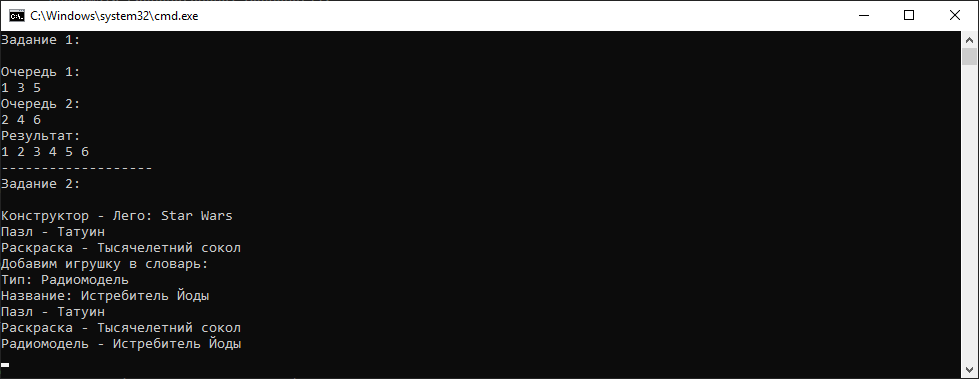 C:\Windows\system32\cmd.exe
Задание 1:
Очередь 1:
1 3 5
Очередь 2:
2 4 6
Результат:
1 2 3 4 5 6
-------------------
Задание 2:
Конструктор - Лего: Star Wars
Пазл - Татуин
Раскраска - Тысячелетний сокол
Добавим игрушку в словарь:
Тип: Радиомодель
Название: Истребитель Йоды
Пазл - Татуин
Раскраска - Тысячелетний сокол
Радиомодель - Истребитель Йоды